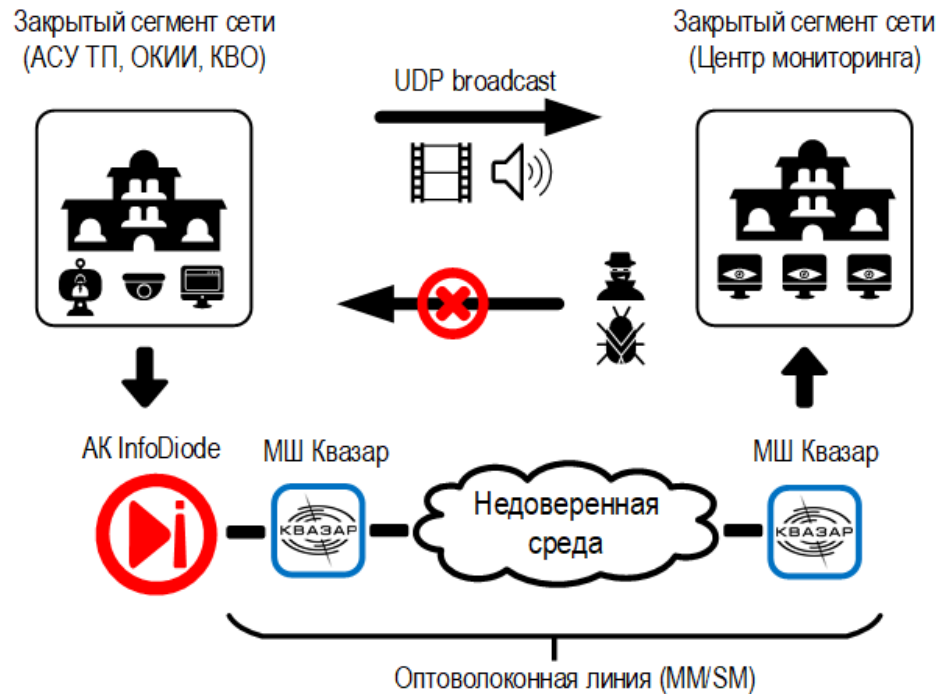 Закрытый сегмент сети
(АСУ ТП, ОКИИ, КВО)
Закрытый сегмент сети
(Центр мониторинга)
UDP broadcast
АК InfoDiode
МШ Квазар
МШ Квазар
i
КВАЗАР
Недоверенная
среда
КВАЗАР
Оптоволоконная линия (MM/SM)